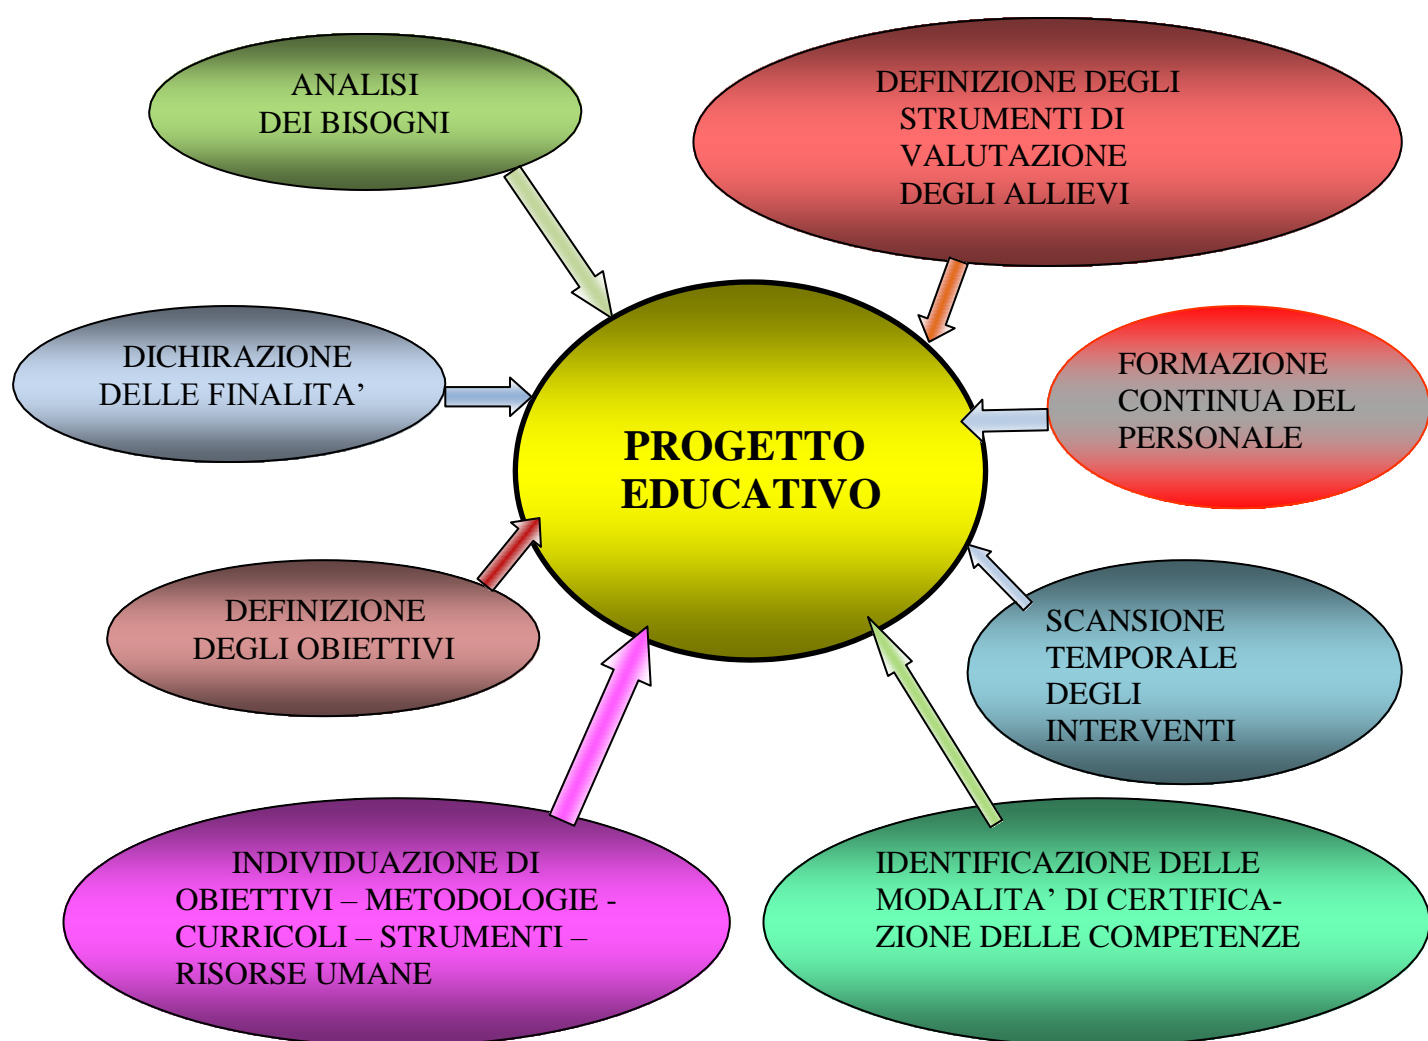 ANALISI
DEI BISOGNI
DEFINIZIONE DEGLI
STRUMENTI DI
VALUTAZIONE
DEGLI ALLIEVI
DICHIRAZIONE
DELLE FINALITA’
FORMAZIONE
CONTINUA DEL
PERSONALE
PROGETTO
EDUCATIVO
DEFINIZIONE
DEGLI OBIETTIVI
SCANSIONE
TEMPORALE
DEGLI
INTERVENTI
INDIVIDUAZIONE DI
OBIETTIVI – METODOLOGIE -
CURRICOLI – STRUMENTI –
RISORSE UMANE
IDENTIFICAZIONE DELLE
MODALITA’ DI CERTIFICA-
ZIONE DELLE COMPETENZE